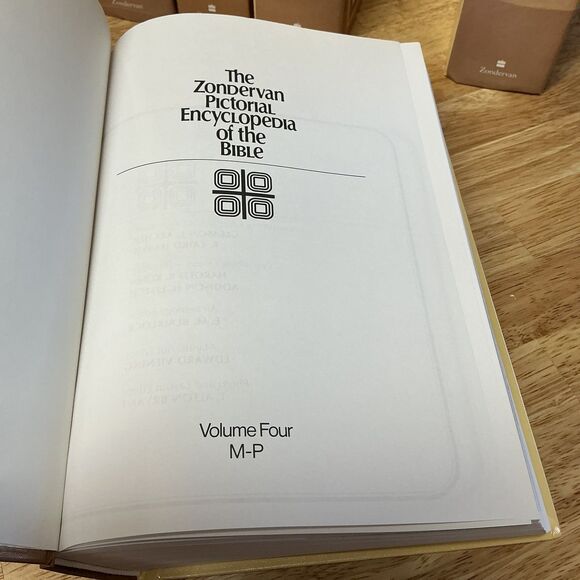 Zondervan
The
Zondervan
Pictorial
Encyclopedia
of the
Bible
Volume Four
M-P